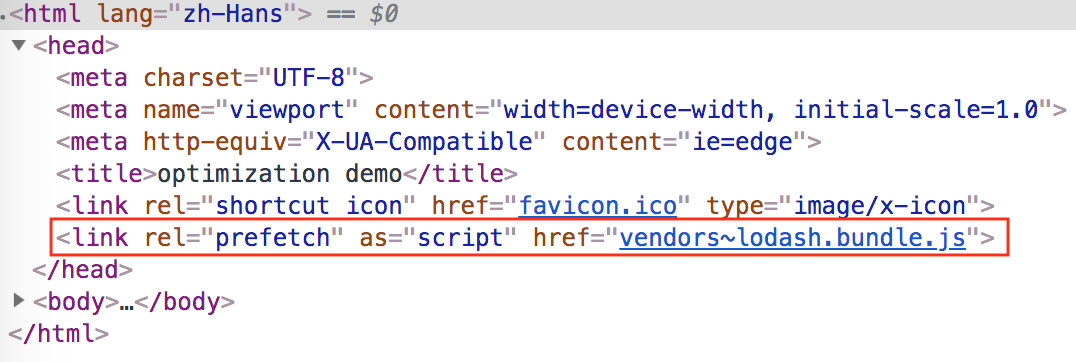 <html lang="zh-Hans"> == $0
▼<head>
<meta charset="UTF-8">
<meta name="viewport" content="width=device-width, initial-scale=1.0">
<meta http-equiv="X-UA-Compatible" content="ie=edge">
<title>optimization demo</title>
<link rel="shortcut icon" href="favicon.ico" type="image/x-icon">
<link rel="prefetch" as="script" href="vendors~lodash.bundle.js">
</head>
▶<body>…</body>
</html>